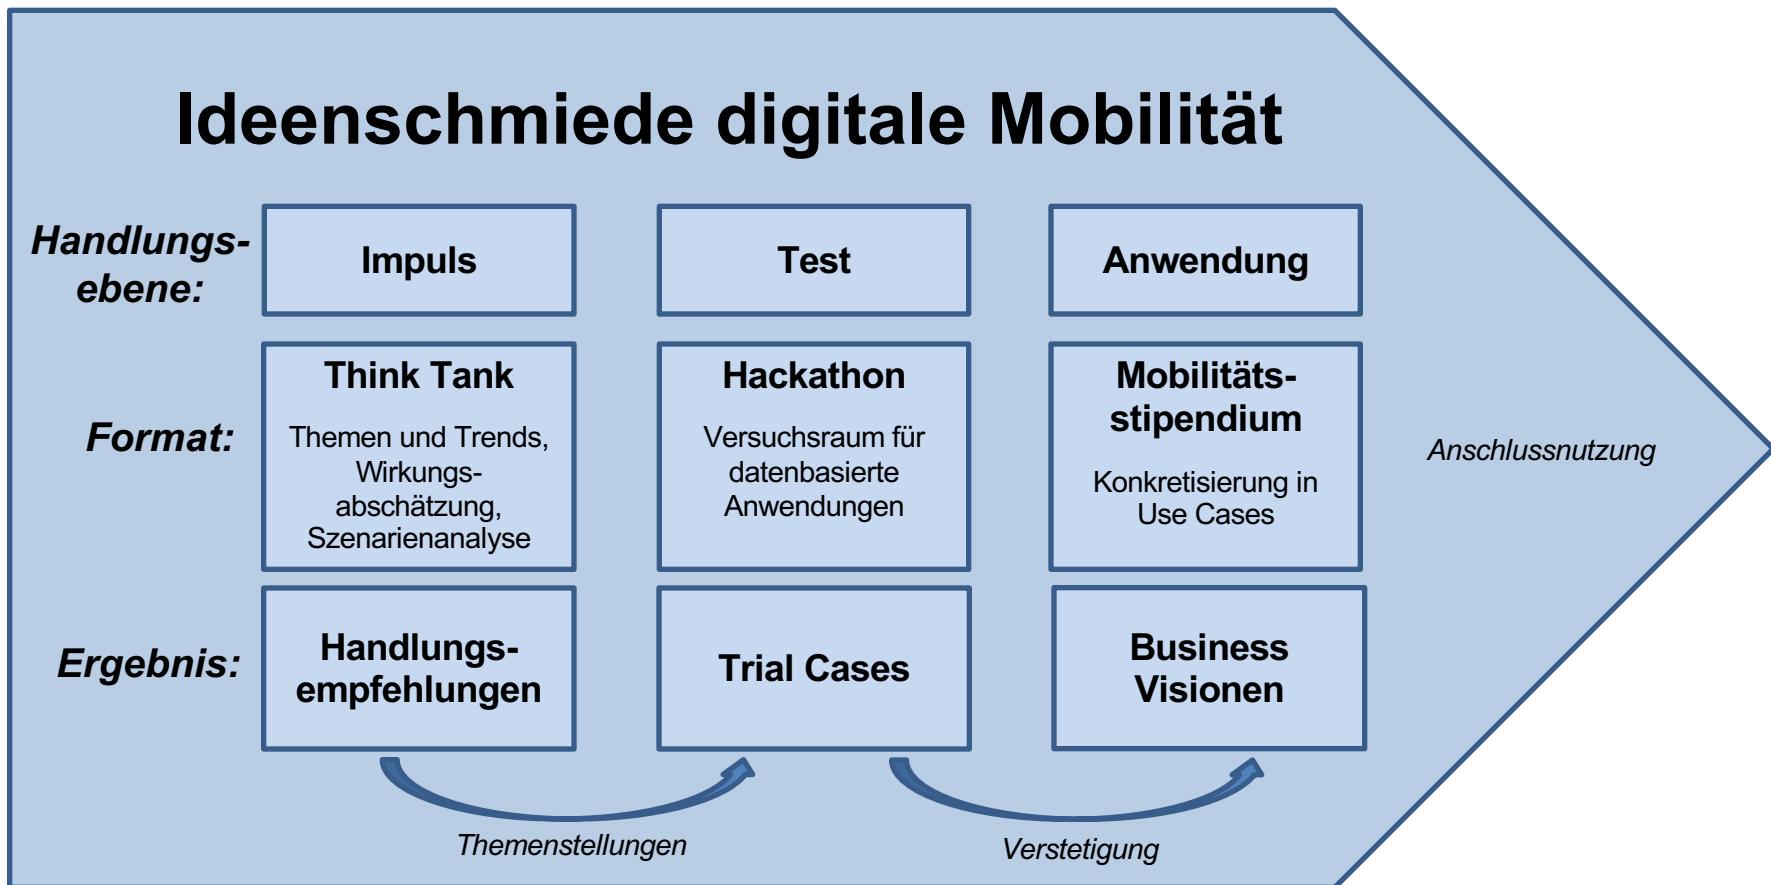 Ideenschmiede digitale Mobilität
Handlungs-
ebene:
Impuls
Test
Anwendung
Format:
Think Tank
Themen und Trends,
Wirkungs-
abschätzung,
Szenarienanalyse
Hackathon
Versuchsraum für
datenbasierte
Anwendungen
Mobilitäts-
stipendium
Konkretisierung in
Use Cases
Anschlussnutzung
Ergebnis:
Handlungs-
empfehlungen
Trial Cases
Business
Visionen
Themenstellungen
Verstetigung